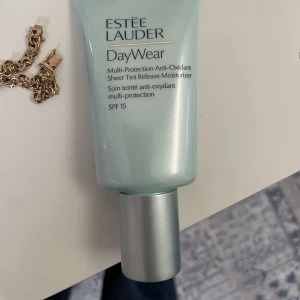 ESTĒE
LAUDER
DayWear
Multi-Protection Anti-Oxidant
Sheer Tint Release Moisturizer
Soin teinté anti-oxydant
multi-protection
SPF 15